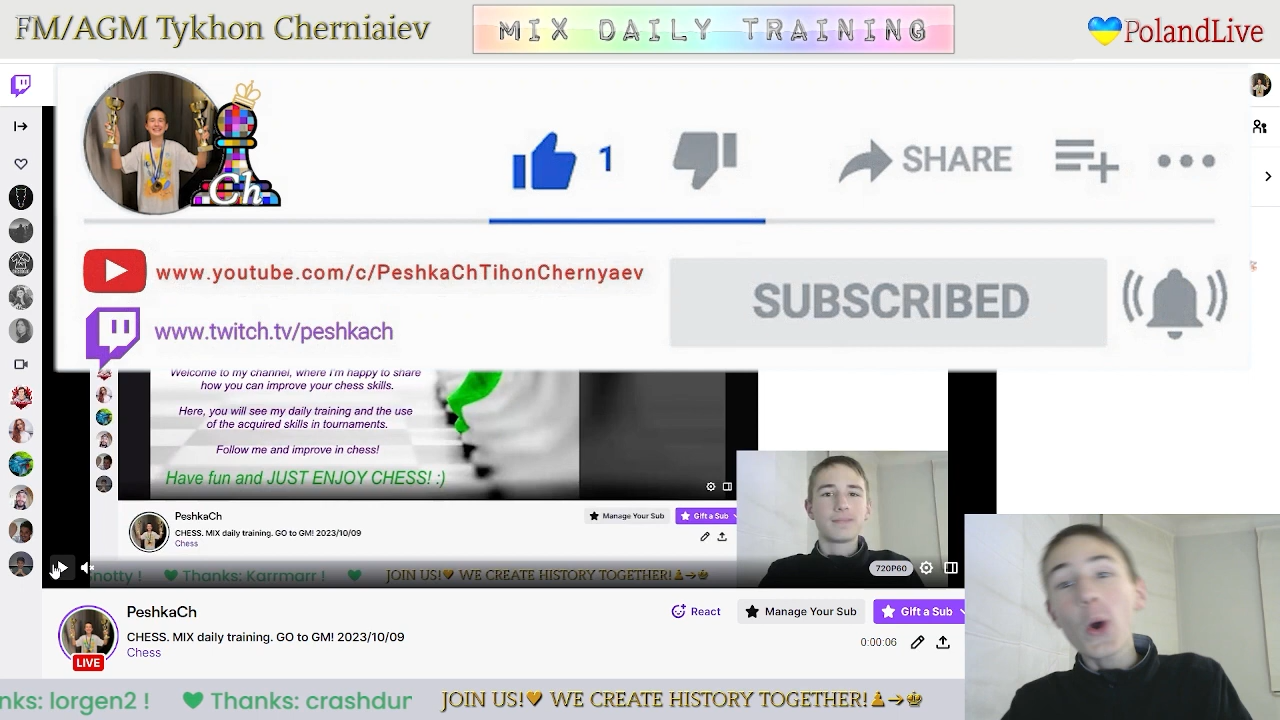 FM/AGM Tykhon Cherniaiev
MIX DAILY TRAINING
PolandLive
Ch
1
SHARE
www.youtube.com/c/PeshkaChTihonChernyaev
SUBSCRIBED
www.twitch.tv/peshkach
Welcome to my channel, where I'm happy to share
how you can improve your chess skills.
Here, you will see my daily training and the use
of the acquired skills in tournaments.
Follow me and improve in chess!
Have fun and JUST ENJOY CHESS! :)
PeshkaCh
Manage Your Sub
Gift a Sub
CHESS. MIX daily training. GO to GM! 2023/10/09
Chess
notty !
Thanks: Karrmarr !
JOIN US! WE CREATE HISTORY TOGETHER!
720P60
PeshkaCh
React
Manage Your Sub
Gift a Sub
CHESS. MIX daily training. GO to GM! 2023/10/09
0:00:06
Chess
LIVE
nks: lorgen2 !
Thanks: crashdur
JOIN US! WE CREATE HISTORY TOGETHER!